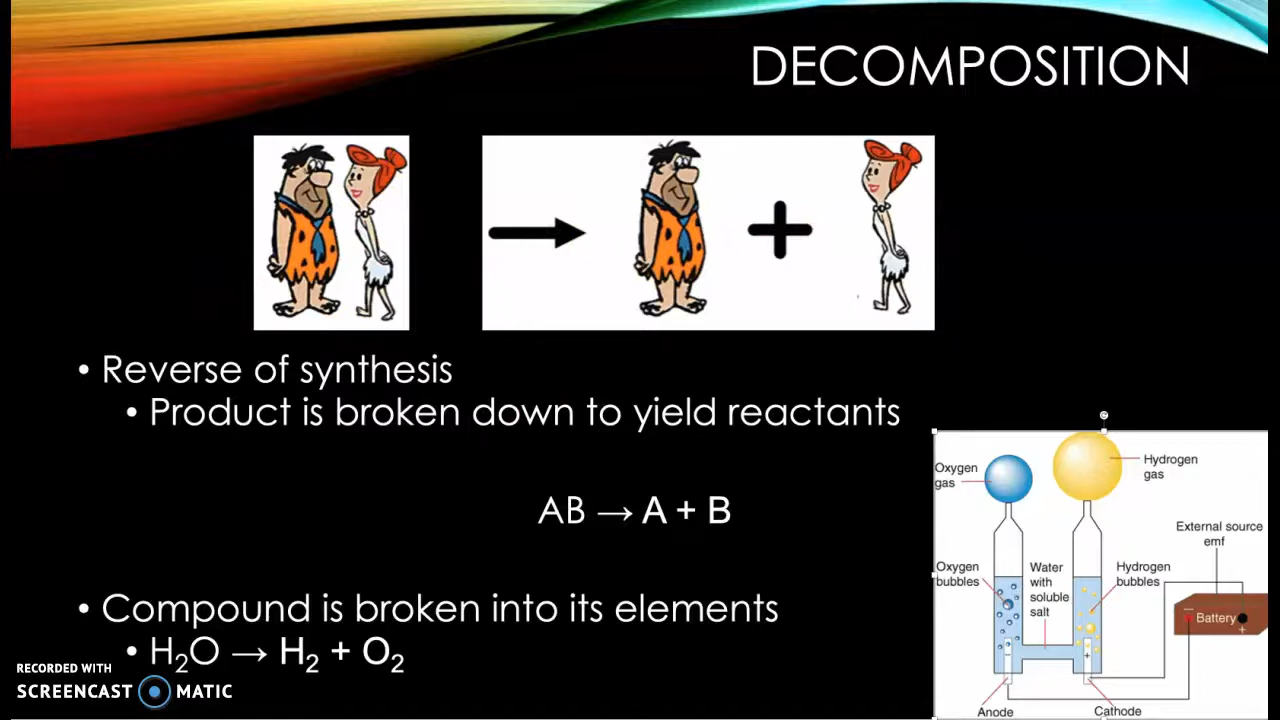 DECOMPOSITION
• Reverse of synthesis
• Product is broken down to yield reactants
AB → A + B
• Compound is broken into its elements
• H₂O → H₂ + O₂
Oxygen
gas
Hydrogen
gas
External source
emf
Oxygen
bubbles
Water
with
soluble
salt
Hydrogen
bubbles
Battery
− +
− +
Anode
Cathode
RECORDED WITH
SCREENCAST MATIC